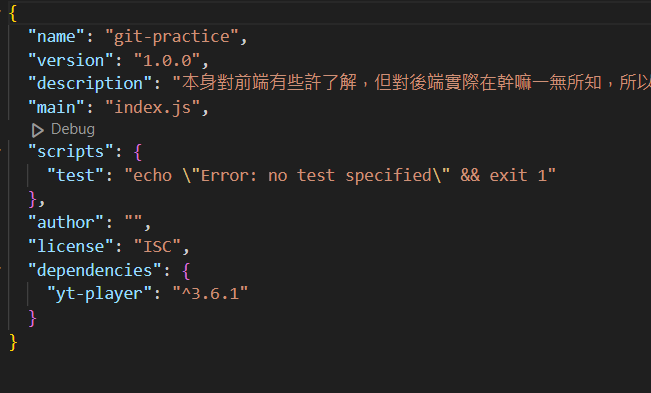 {
"name": "git-practice",
"version": "1.0.0",
"description": "本身對前端有些許了解，但對後端實際在幹嘛一無所知，所以
"main": "index.js",
Debug
"scripts": {
"test": "echo \"Error: no test specified\" && exit 1"
},
"author": "",
"license": "ISC",
"dependencies": {
"yt-player": "^3.6.1"
}
}